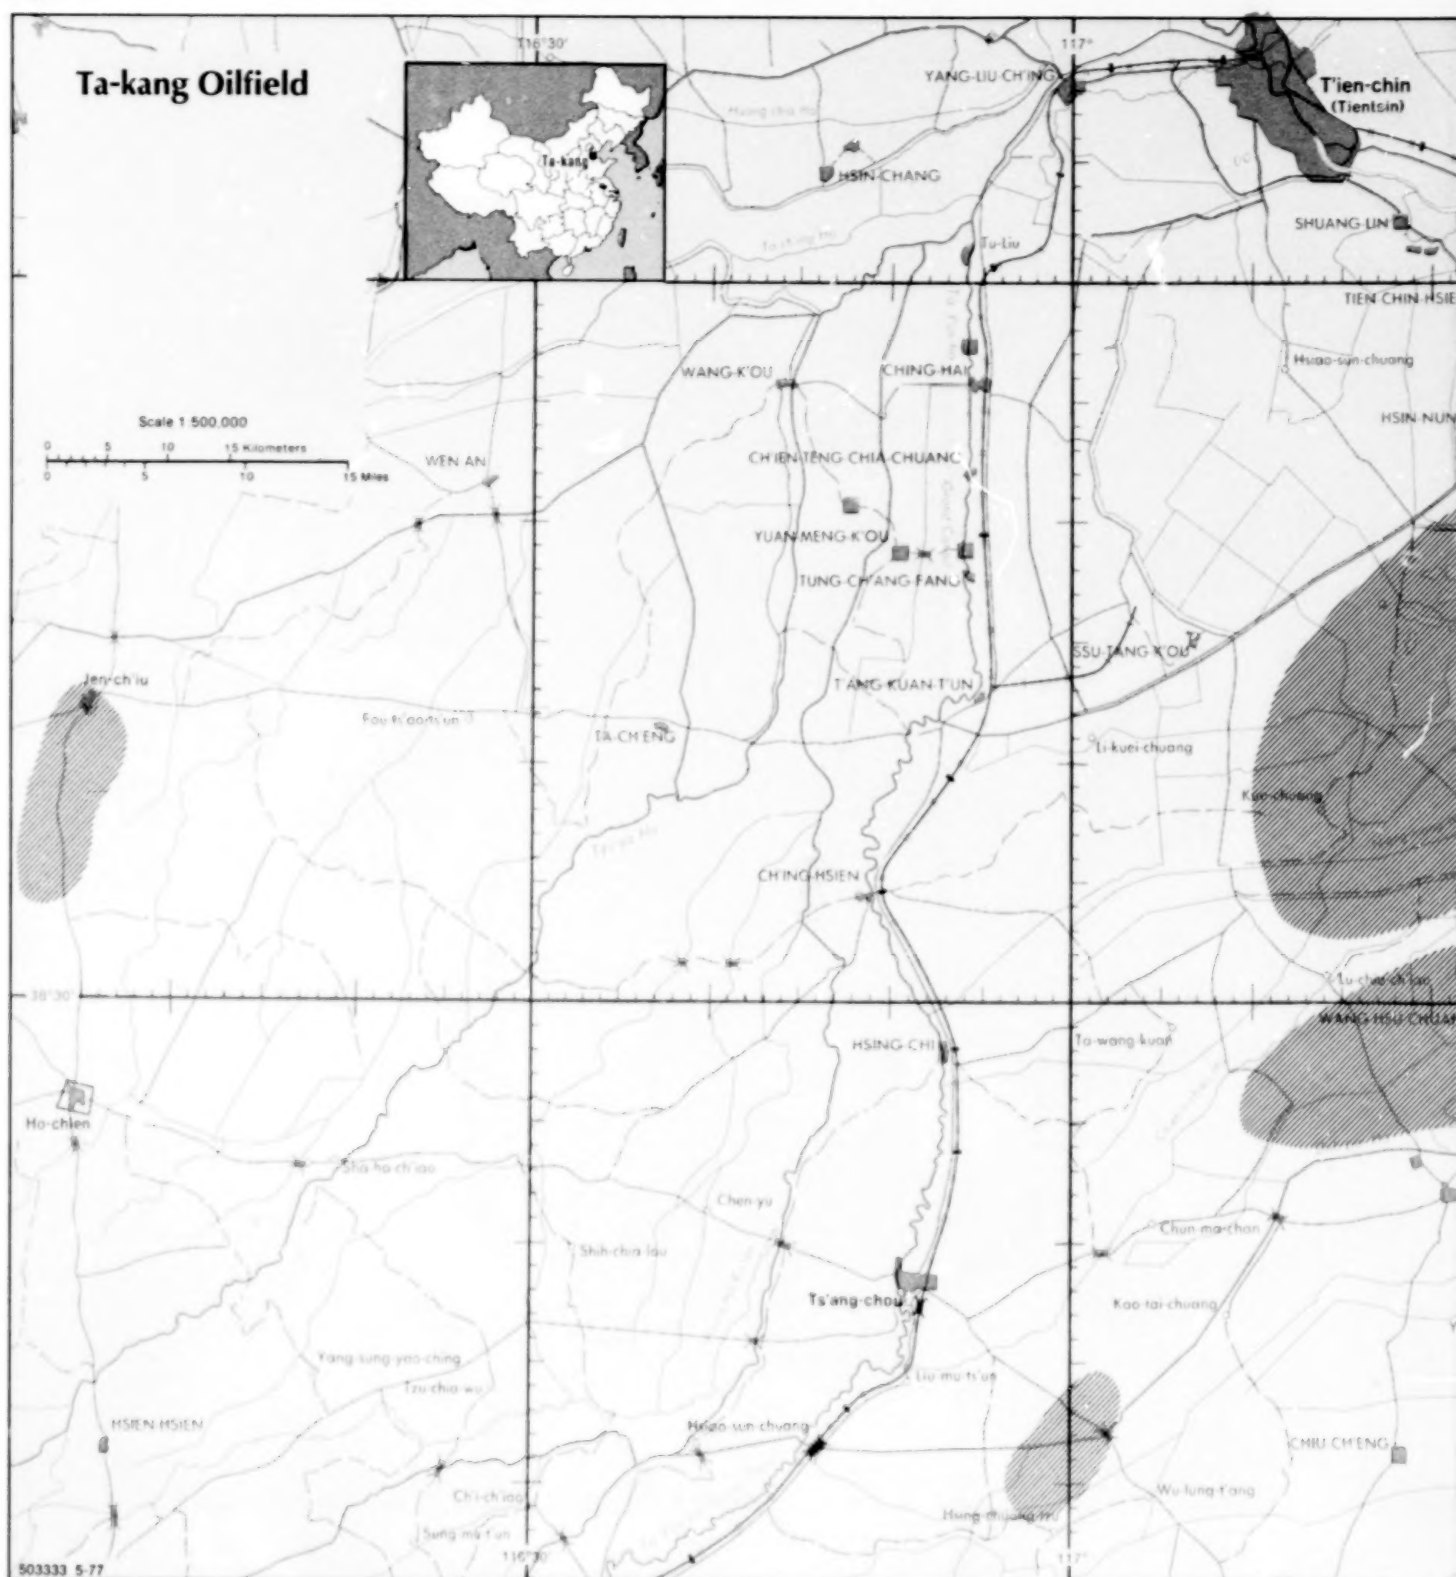 116°30'
117°
Ta-kang Oilfield
YANG-LIU-CH'ING
T'ien-chin
(Tientsin)
Ta-kang
HSIN-CHANG
SHUANG-LIN
Tu-Liu
TIEN-CHIN-HSIE
Hsiao-sun-chuang
WANG-K'OU
CHING-HAI
Scale 1:500,000
0 5 10 15 Kilometers
0 5 10 15 Miles
HSIN-NUN
WEN-AN
CH'IEN-TENG-CHIA-CHUANG
YUAN-MENG-K'OU
TUNG-CH'ANG-FANG
SSU-TANG-K'OU
Jen-ch'iu
T'ANG-KUAN-T'UN
TA-CH'ENG
Li-kuei-chuang
CH'ING-HSIEN
38°30'
WANG-HSU-CHUAN
HSING-CHI
Ta-wang-kuan
Ho-chien
Sha-ho-ch'iao
Chen-yu
Chun-ma-chan
Shih-chia-lou
Ts'ang-chou
Kao-tai-chuang
Yang-sung-yao-ching
Tzu-chia-wu
Liu-mu-ts'un
HSIEN-HSIEN
Hsiao-sun-chuang
CHIU-CH'ENG
Wu-lung-t'ang
Ch'i-ch'iao
Sung-ma-t'un
116°30'
117°
503333 5-77